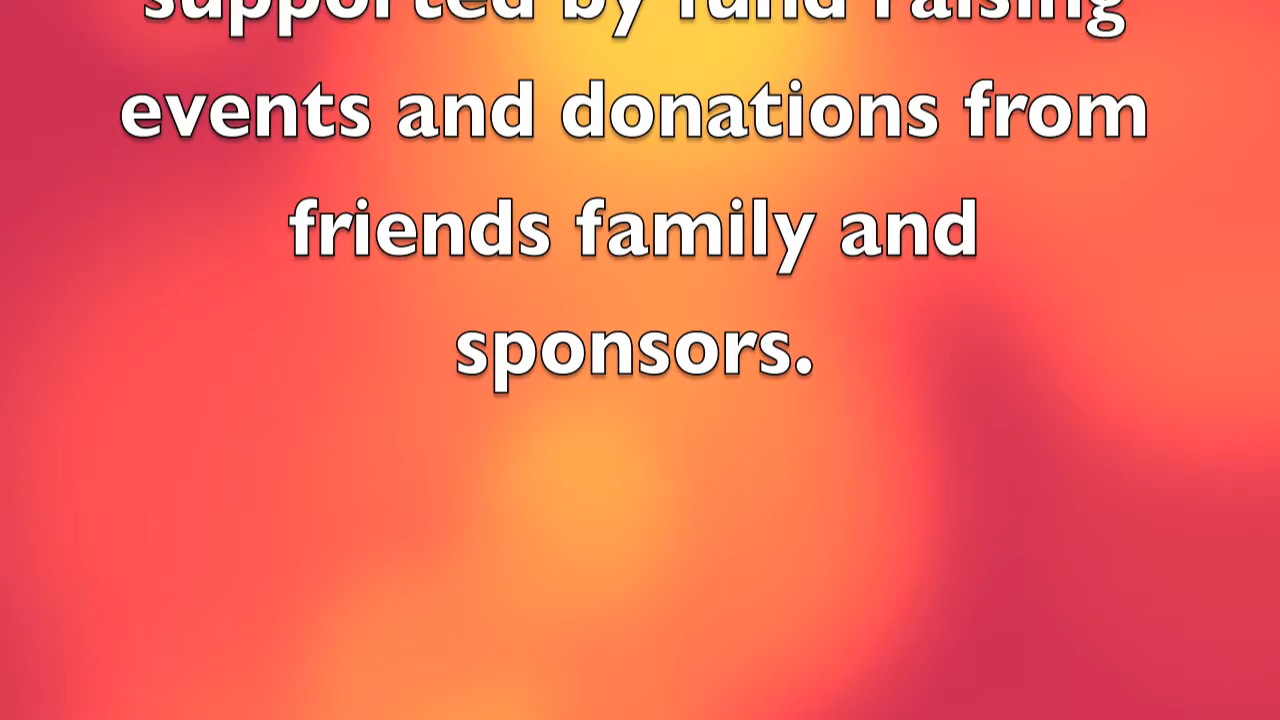 supported by fund raising
events and donations from
friends family and
sponsors.